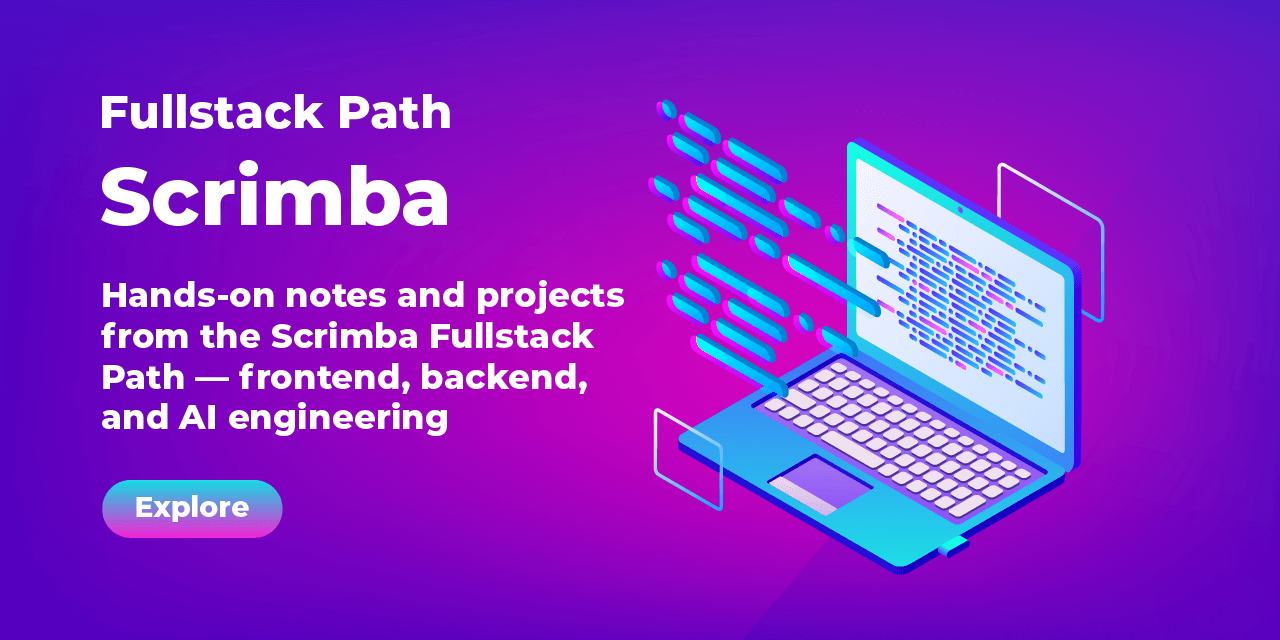 Fullstack Path
Scrimba
Hands-on notes and projects
from the Scrimba Fullstack
Path — frontend, backend,
and AI engineering
Explore